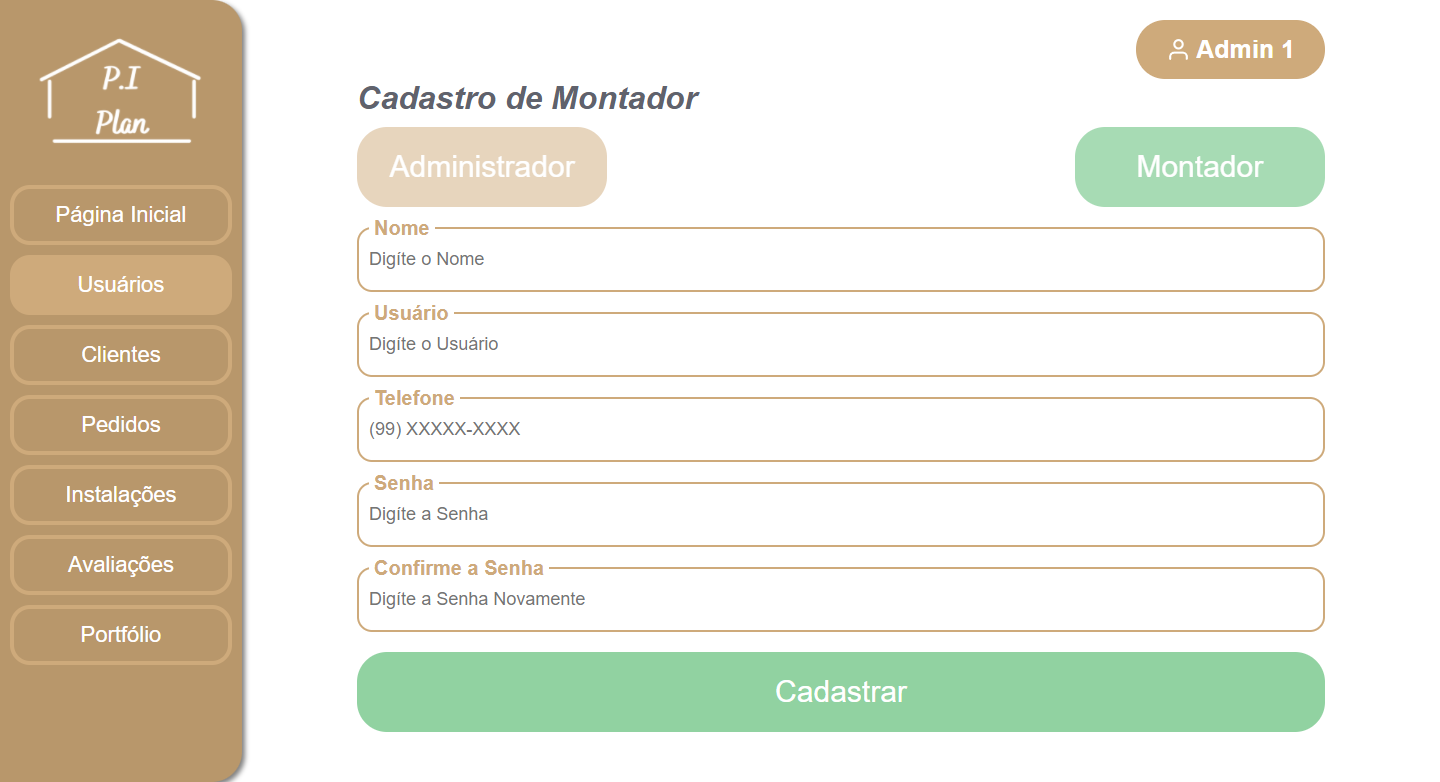 P.I
Plan
Página Inicial
Usuários
Clientes
Pedidos
Instalações
Avaliações
Portfólio
Admin 1
Cadastro de Montador
Administrador
Montador
Nome
Digíte o Nome
Usuário
Digíte o Usuário
Telefone
(99) XXXXX-XXXX
Senha
Digíte a Senha
Confirme a Senha
Digíte a Senha Novamente
Cadastrar